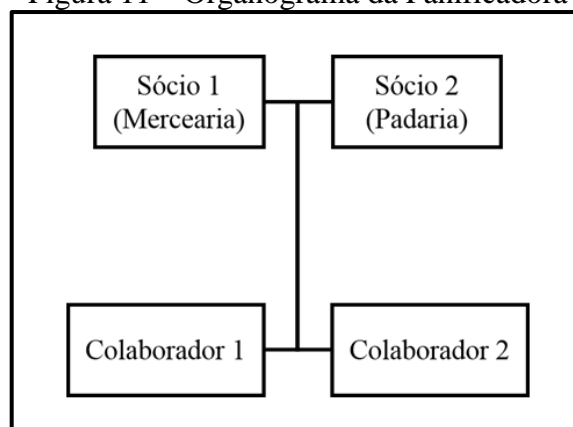 Figura 11 – Organograma da Panificadora
Sócio 1
(Mercearia)
Sócio 2
(Padaria)
Colaborador 1
Colaborador 2